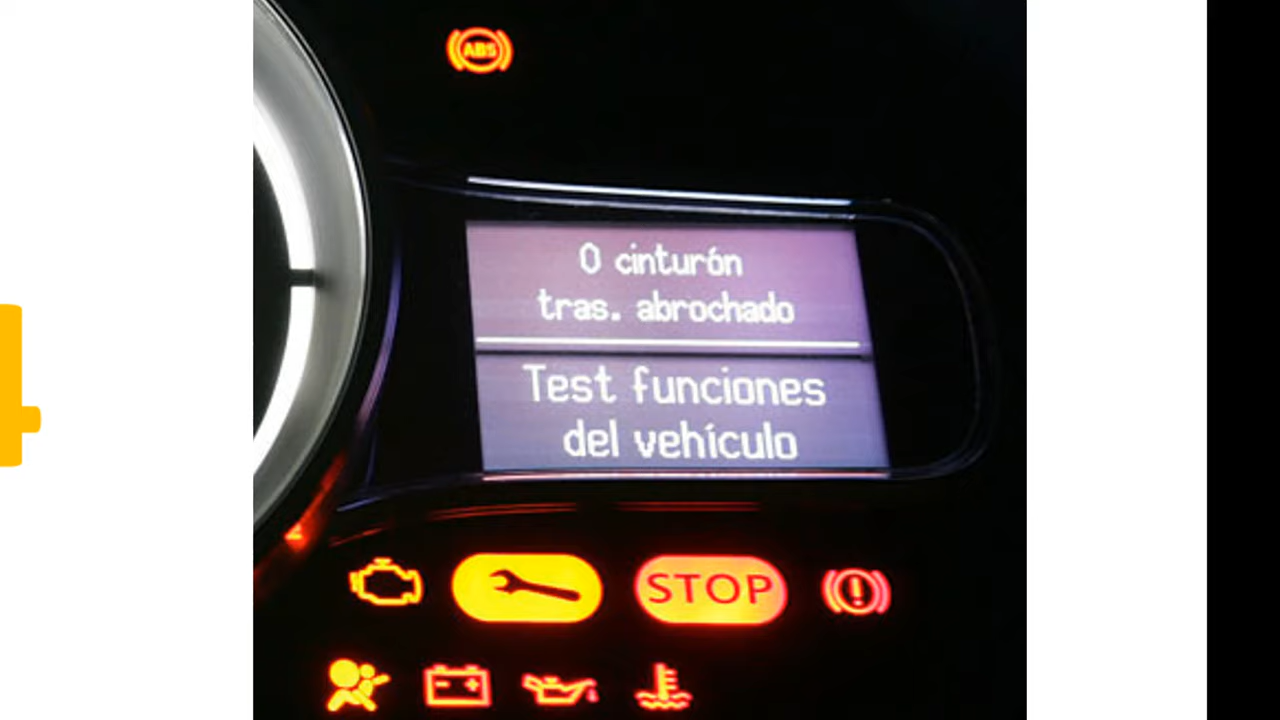 ABS
0 cinturón
tras. abrochado
Test funciones
del vehículo
STOP